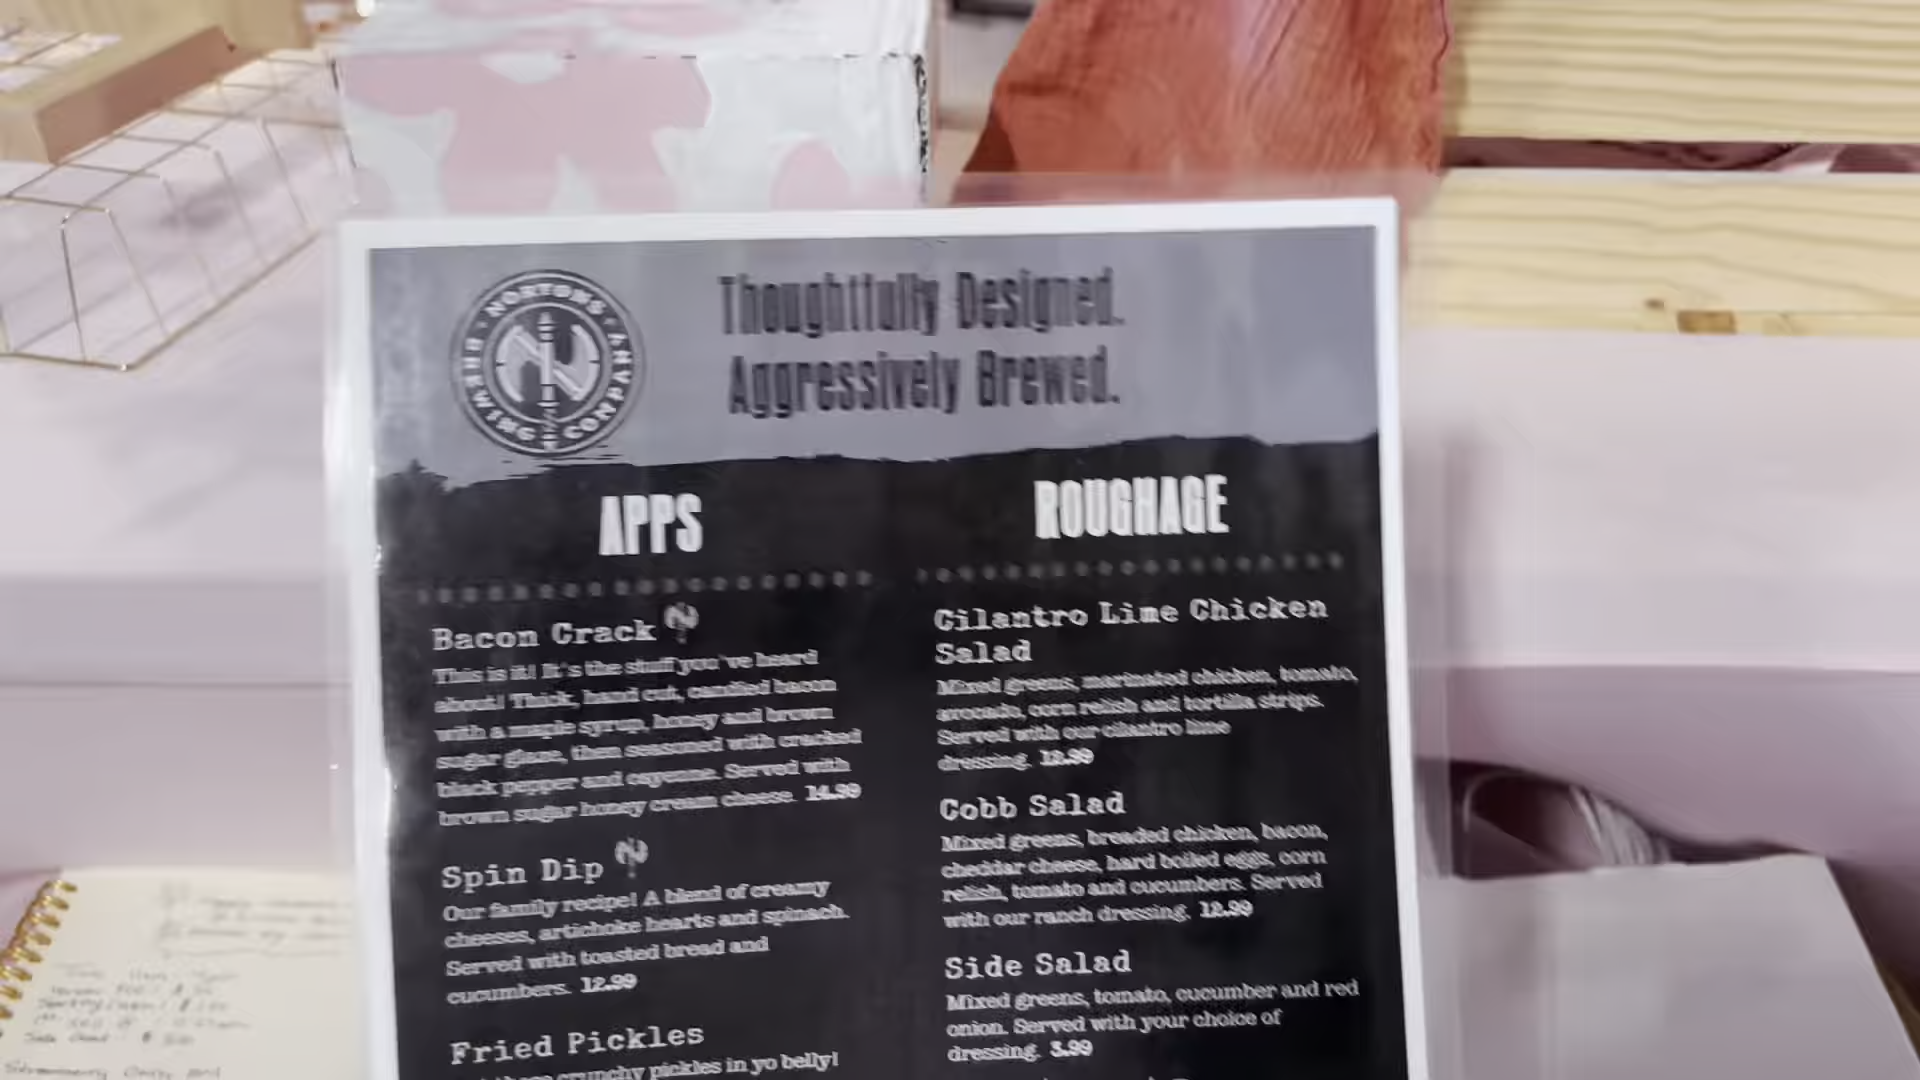 NORTONS
BREWING COMPANY
N
Thoughtfully Designed.
Aggressively Brewed.
APPS
Bacon Crack
This is it! It's the stuff you've heard
about! Thick, hand cut, candied bacon
with a maple syrup, honey and brown
sugar glaze, then seasoned with cracked
black pepper and cayenne. Served with
brown sugar honey cream cheese. 14.99
Spin Dip
Our family recipe! A blend of creamy
cheeses, artichoke hearts and spinach.
Served with toasted bread and
cucumbers. 12.99
Fried Pickles
crunchy pickles in yo belly!
ROUGHAGE
Cilantro Lime Chicken
Salad
Mixed greens, marinated chicken, tomato,
avocado, corn relish and tortilla strips.
Served with our cilantro lime
dressing. 12.99
Cobb Salad
Mixed greens, breaded chicken, bacon,
cheddar cheese, hard boiled eggs, corn
relish, tomato and cucumbers. Served
with our ranch dressing. 12.99
Side Salad
Mixed greens, tomato, cucumber and red
onion. Served with your choice of
dressing. 3.99